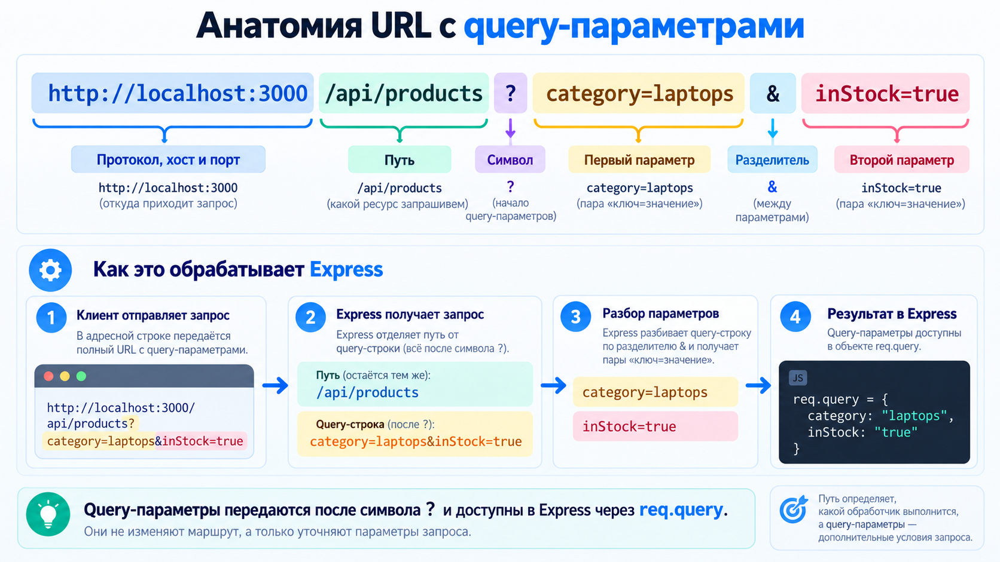 Анатомия URL с query-параметрами
http://localhost:3000 /api/products ? category=laptops & inStock=true
Протокол, хост и порт
http://localhost:3000
(откуда приходит запрос)
Путь
/api/products
(какой ресурс запрашивем)
Символ
?
(начало
query-параметров)
Первый параметр
category=laptops
(пара «ключ=значение»)
Разделитель
&
(между
параметрами)
Второй параметр
inStock=true
(пара «ключ=значение»)
Как это обрабатывает Express
1
Клиент отправляет запрос
В адресной строке передаётся
полный URL с query-параметрами.
http://localhost:3000/
api/products?
category=laptops&inStock=true
2
Express получает запрос
Express отделяет путь от
query-строки (всё после символа ?).
Путь (остаётся тем же):
/api/products
Query-строка (после ?):
category=laptops&inStock=true
3
Разбор параметров
Express разбивает query-строку
по разделителю & и получает
пары «ключ=значение».
category=laptops
inStock=true
4
Результат в Express
Query-параметры доступны
в объекте req.query.
JS
req.query = {
category: "laptops",
inStock: "true"
}
Query-параметры передаются после символа ? и доступны в Express через req.query.
Они не изменяют маршрут, а только уточняют параметры запроса.
Путь определяет,
какой обработчик выполнится,
а query-параметры —
дополнительные условия запроса.